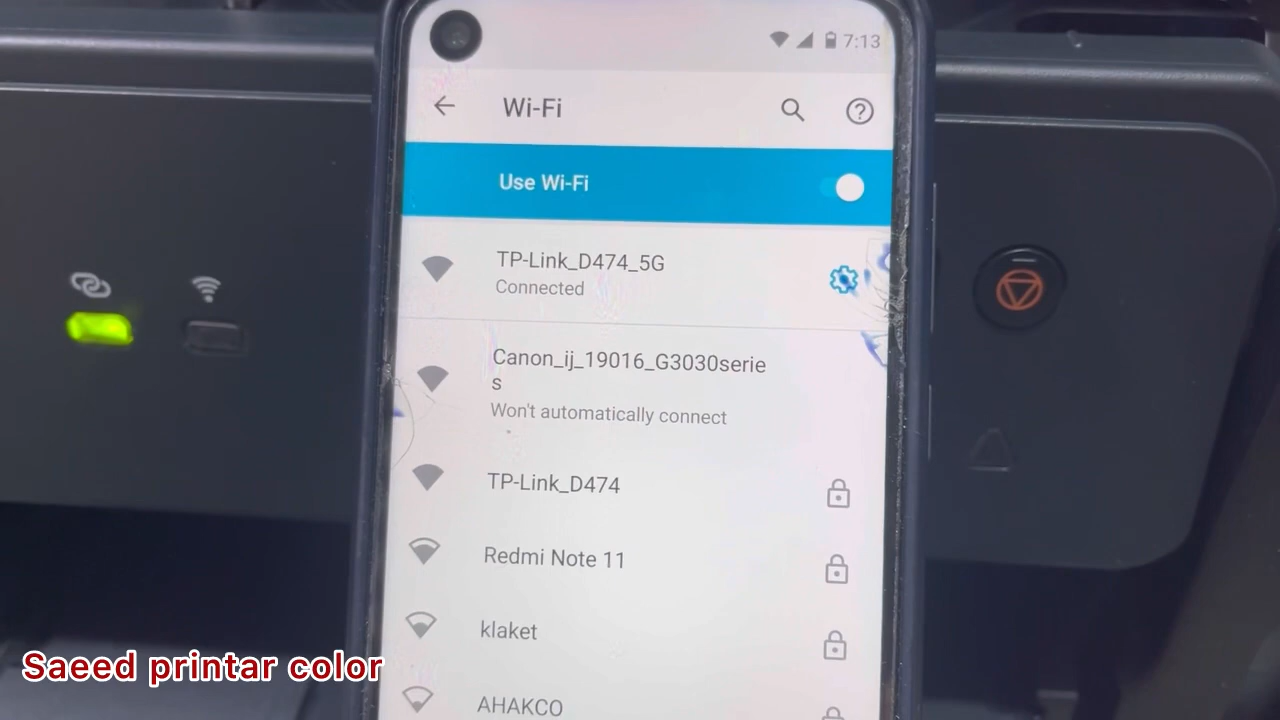 7:13
Wi-Fi
Use Wi-Fi
TP-Link_D474_5G
Connected
Canon_ij_19016_G3030serie
s
Won't automatically connect
TP-Link_D474
Redmi Note 11
klaket
AHAKCO
Saeed printar color